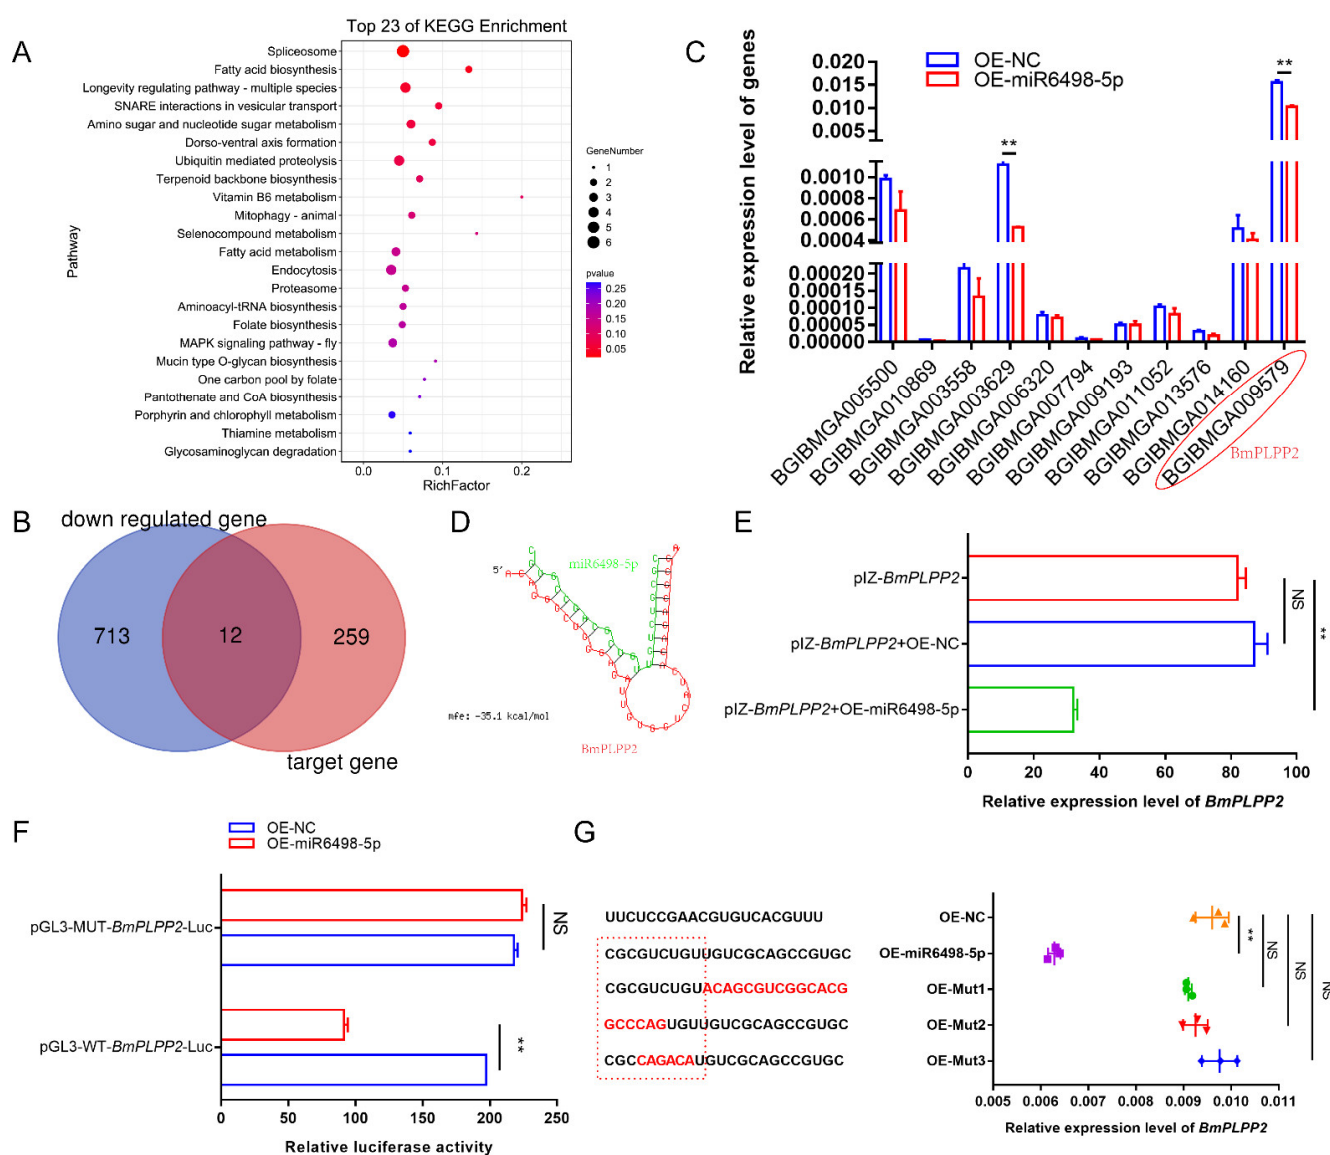 A
Top 23 of KEGG Enrichment
Pathway
Spliceosome
Fatty acid biosynthesis
Longevity regulating pathway - multiple species
SNARE interactions in vesicular transport
Amino sugar and nucleotide sugar metabolism
Dorso-ventral axis formation
Ubiquitin mediated proteolysis
Terpenoid backbone biosynthesis
Vitamin B6 metabolism
Mitophagy - animal
Selenocompound metabolism
Fatty acid metabolism
Endocytosis
Proteasome
Aminoacyl-tRNA biosynthesis
Folate biosynthesis
MAPK signaling pathway - fly
Mucin type O-glycan biosynthesis
One carbon pool by folate
Pantothenate and CoA biosynthesis
Porphyrin and chlorophyll metabolism
Thiamine metabolism
Glycosaminoglycan degradation
0.0 0.1 0.2
RichFactor
GeneNumber
1
2
3
4
5
6
pvalue
0.25
0.20
0.15
0.10
0.05
C
Relative expression level of genes
OE-NC
OE-miR6498-5p
0.020
0.015
0.010
0.005
0.0010
0.0008
0.0006
0.0004
0.00020
0.00015
0.00010
0.00005
0.00000
**
**
BGIBMGA005500
BGIBMGA010869
BGIBMGA003558
BGIBMGA003629
BGIBMGA006320
BGIBMGA007794
BGIBMGA009193
BGIBMGA011052
BGIBMGA013576
BGIBMGA014160
BGIBMGA009579
BmPLPP2
B
down regulated gene
713
12
259
target gene
D
miR6498-5p
5'
mfe: -35.1 kcal/mol
BmPLPP2
E
pIZ-BmPLPP2
pIZ-BmPLPP2+OE-NC
pIZ-BmPLPP2+OE-miR6498-5p
NS
**
0 20 40 60 80 100
Relative expression level of BmPLPP2
F
OE-NC
OE-miR6498-5p
pGL3-MUT-BmPLPP2-Luc
pGL3-WT-BmPLPP2-Luc
NS
**
0 50 100 150 200 250
Relative luciferase activity
G
UUCUCCGAACGUGUCACGUUU
CGCGUCUGUUGUCGCAGCCGUGC
CGCGUCUGUACAGCGUCGGCACG
GCCCAGUGUUGUCGCAGCCGUGC
CGCCAGACAUGUCGCAGCCGUGC
OE-NC
OE-miR6498-5p
OE-Mut1
OE-Mut2
OE-Mut3
**
NS
NS
NS
0.005 0.006 0.007 0.008 0.009 0.010 0.011
Relative expression level of BmPLPP2